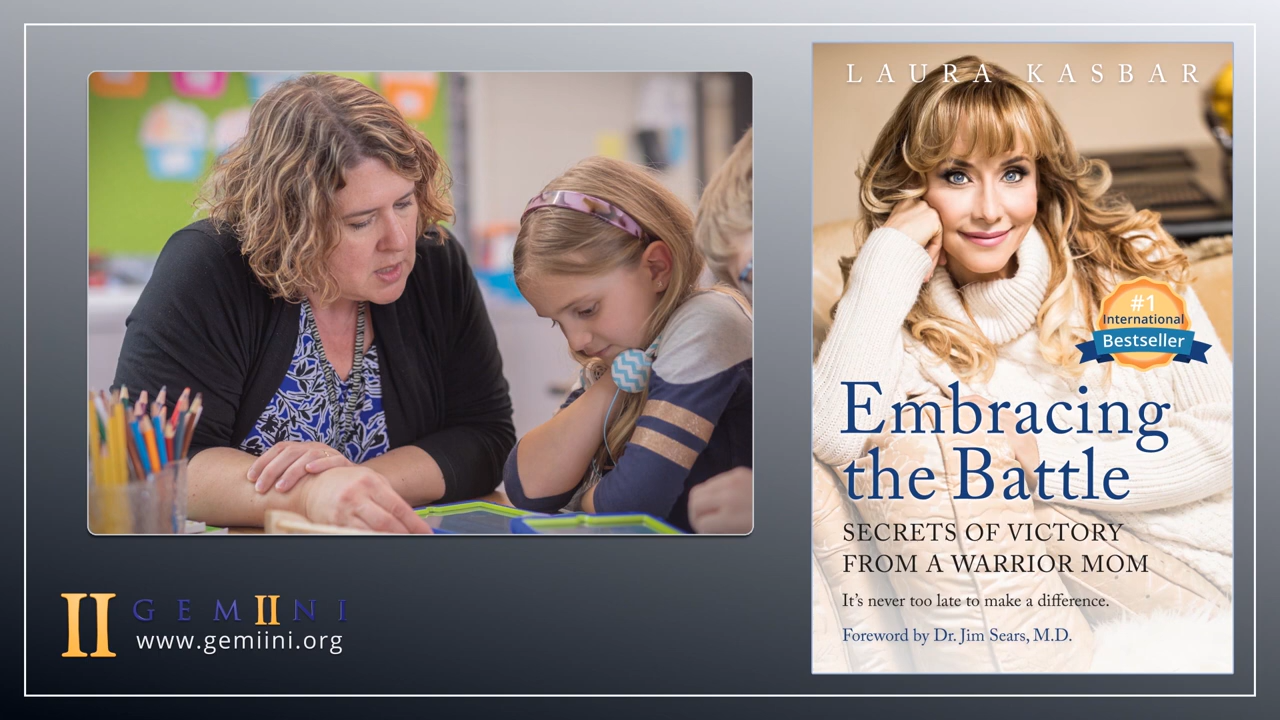 LAURA KASBAR
#1
International
Bestseller
Embracing
the Battle
SECRETS OF VICTORY
FROM A WARRIOR MOM
It's never too late to make a difference.
Foreword by Dr. Jim Sears, M.D.
II GEMIINI
www.gemiini.org